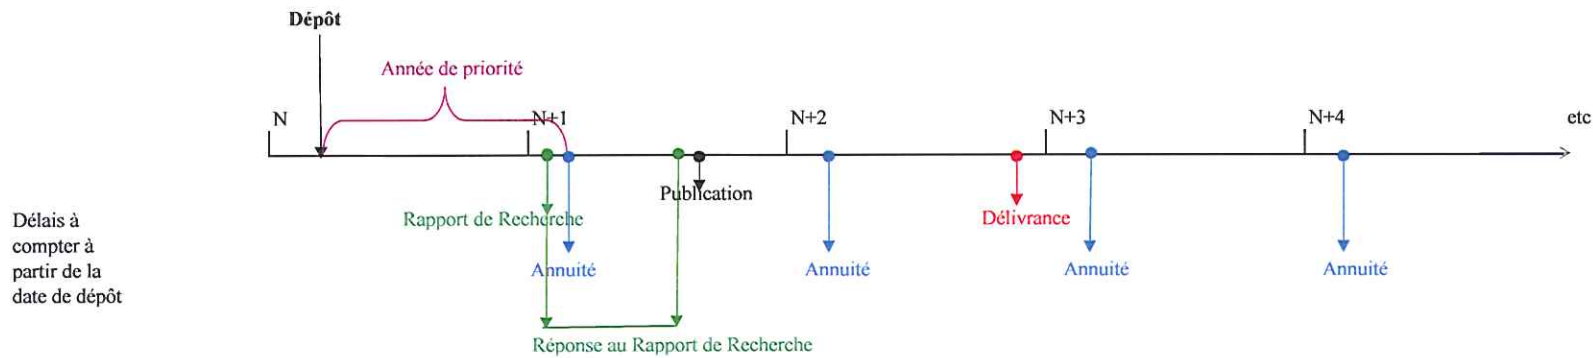 Dépôt
Année de priorité
N
N+1
N+2
N+3
N+4
etc
Publication
Rapport de Recherche
Délivrance
Délais à
compter à
partir de la
date de dépôt
Annuité
Annuité
Annuité
Annuité
Réponse au Rapport de Recherche